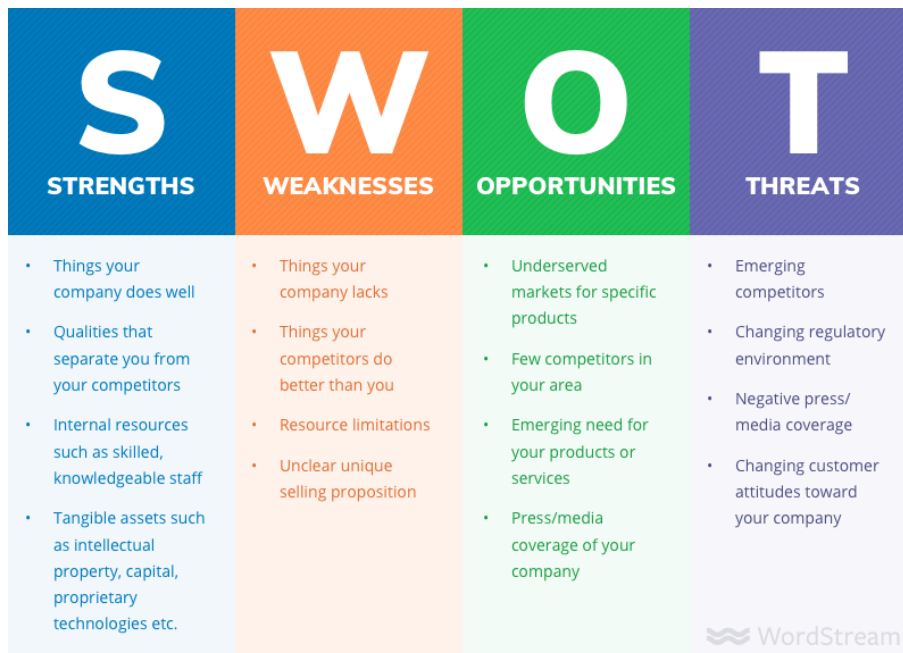 S
STRENGTHS
• Things your
company does well
• Qualities that
separate you from
your competitors
• Internal resources
such as skilled,
knowledgeable staff
• Tangible assets such
as intellectual
property, capital,
proprietary
technologies etc.
W
WEAKNESSES
• Things your
company lacks
• Things your
competitors do
better than you
• Resource limitations
• Unclear unique
selling proposition
O
OPPORTUNITIES
• Underserved
markets for specific
products
• Few competitors in
your area
• Emerging need for
your products or
services
• Press/media
coverage of your
company
T
THREATS
• Emerging
competitors
• Changing regulatory
environment
• Negative press/
media coverage
• Changing customer
attitudes toward
your company
WordStream